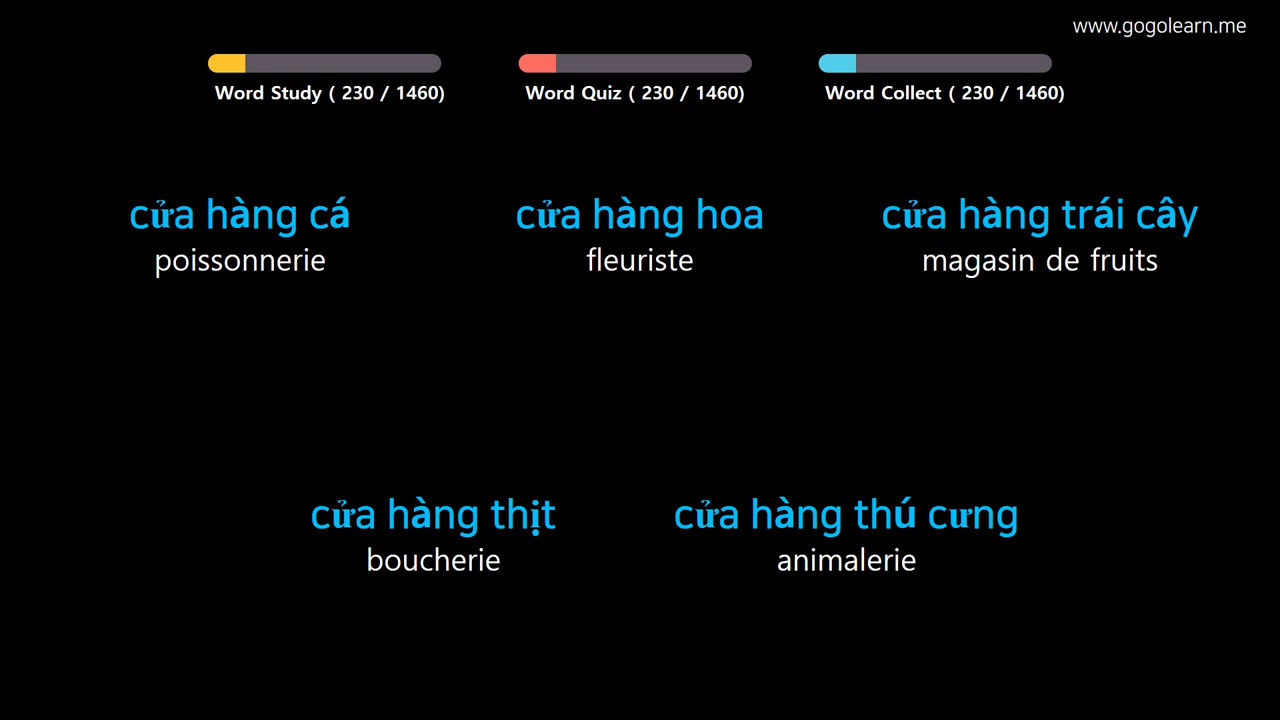 www.gogolearn.me
Word Study ( 230 / 1460)
Word Quiz ( 230 / 1460)
Word Collect ( 230 / 1460)
cửa hàng cá
poissonnerie
cửa hàng hoa
fleuriste
cửa hàng trái cây
magasin de fruits
cửa hàng thịt
boucherie
cửa hàng thú cưng
animalerie